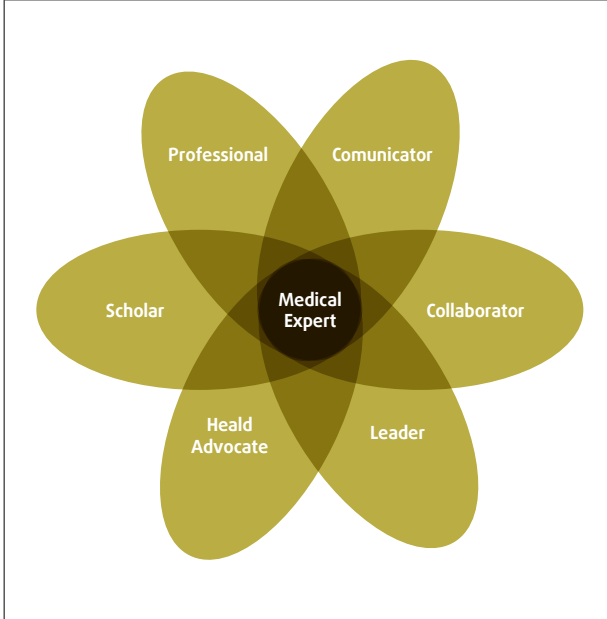 Professional
Comunicator
Scholar
Medical
Expert
Collaborator
Heald
Advocate
Leader